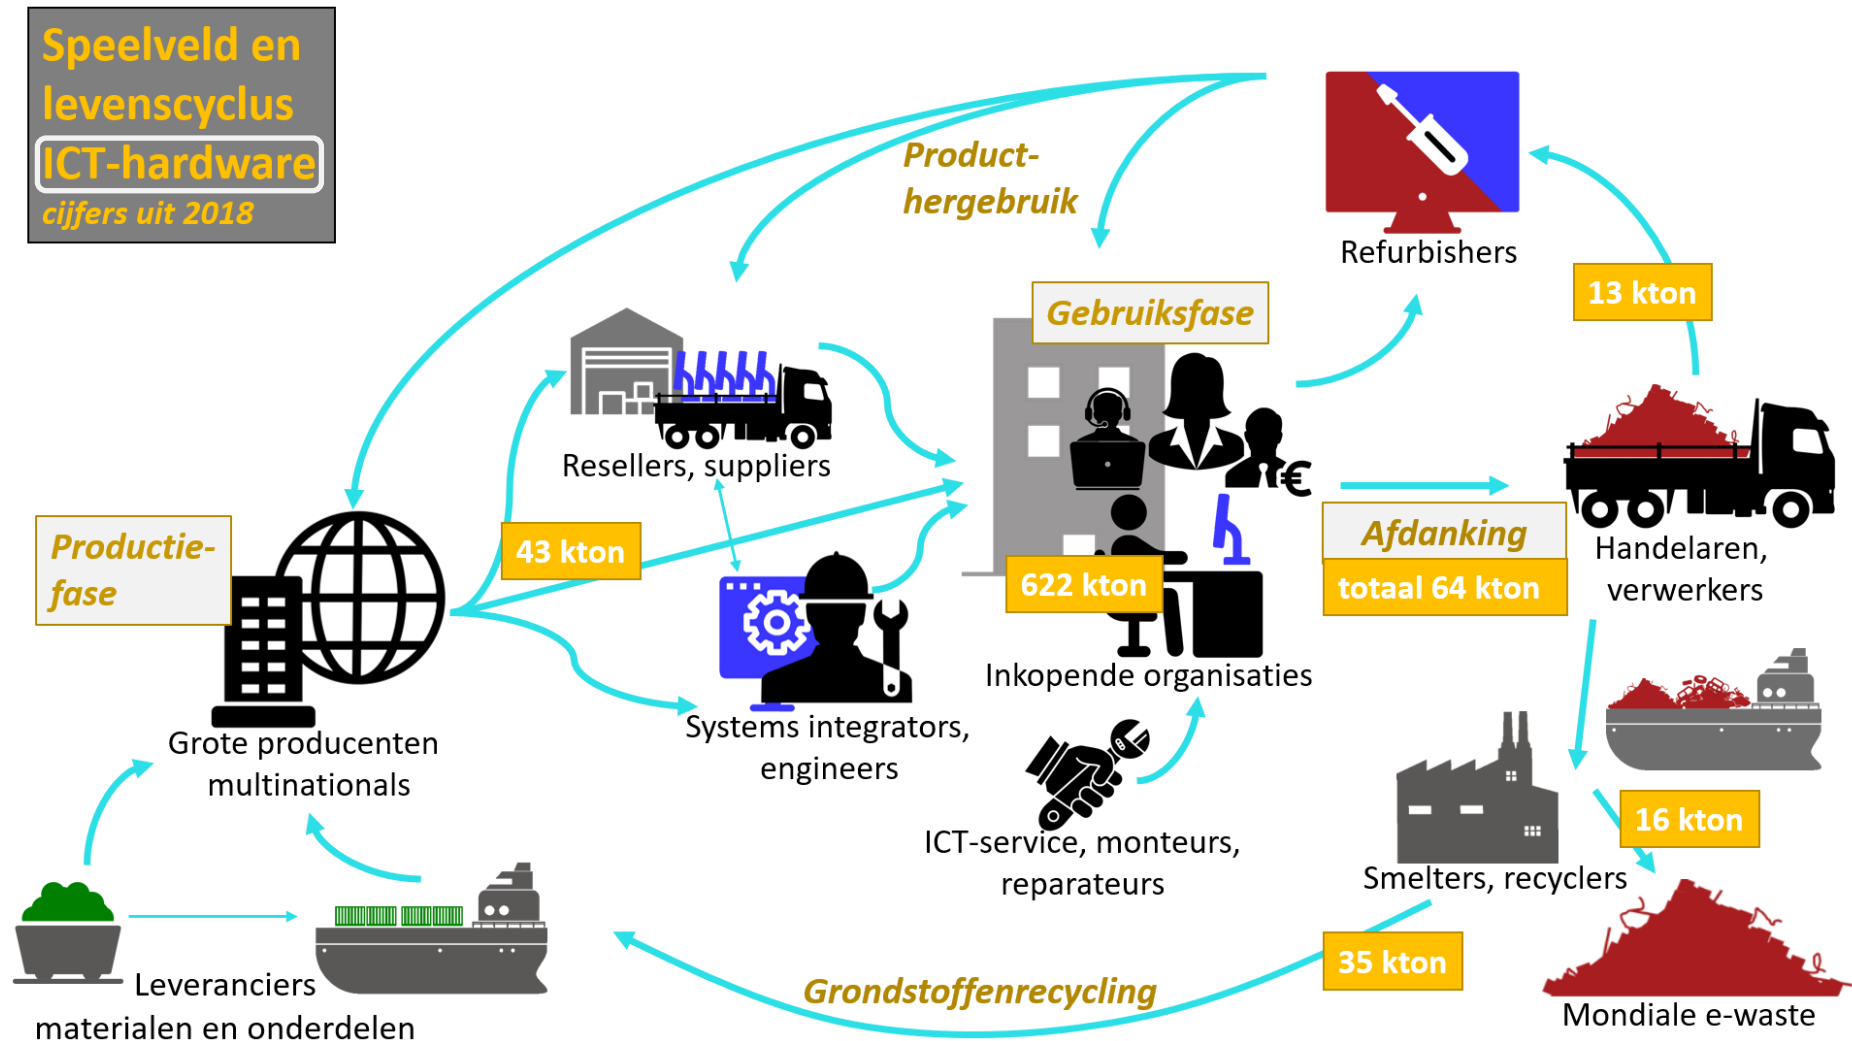 Speelveld en
levenscyclus
ICT-hardware
cijfers uit 2018
Product-
hergebruik
Refurbishers
13 kton
Gebruiksfase
Resellers, suppliers
€
Productie-
fase
43 kton
622 kton
Afdanking
totaal 64 kton
Handelaren,
verwerkers
Inkopende organisaties
Grote producenten
multinationals
Systems integrators,
engineers
ICT-service, monteurs,
reparateurs
16 kton
Smelters, recyclers
35 kton
Grondstoffenrecycling
Leveranciers
materialen en onderdelen
Mondiale e-waste